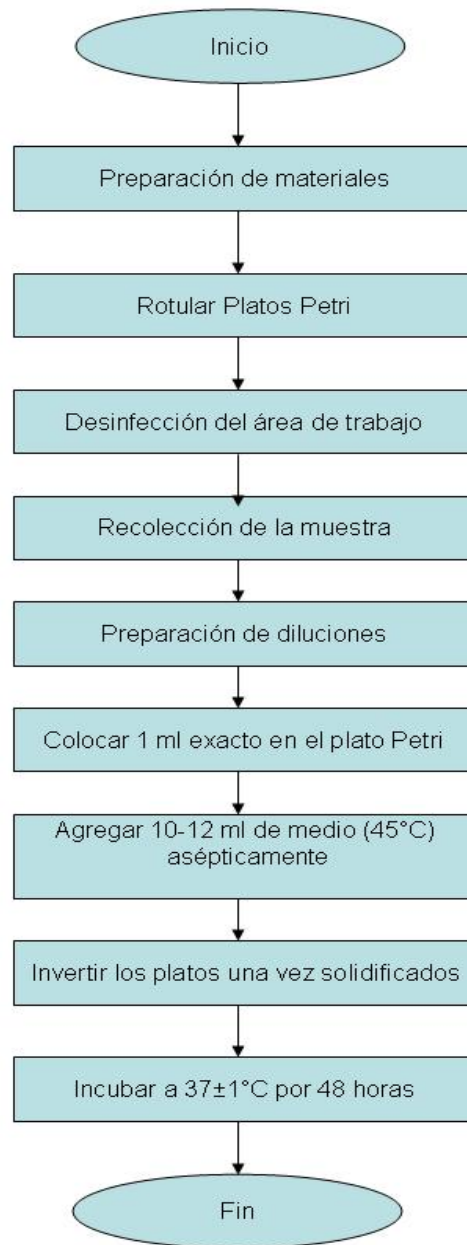 Inicio
Preparación de materiales
Rotular Platos Petri
Desinfección del área de trabajo
Recolección de la muestra
Preparación de diluciones
Colocar 1 ml exacto en el plato Petri
Agregar 10-12 ml de medio (45°C)
asépticamente
Invertir los platos una vez solidificados
Incubar a 37±1°C por 48 horas
Fin